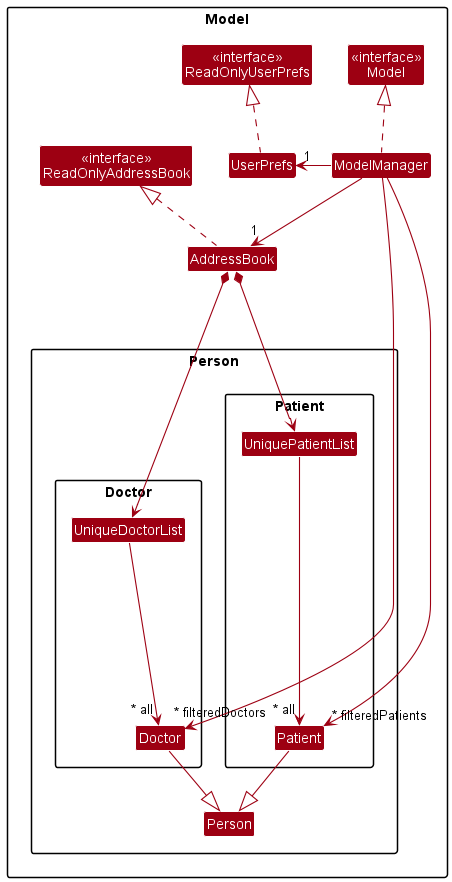 Model
«interface»
ReadOnlyUserPrefs
«interface»
Model
«interface»
ReadOnlyAddressBook
UserPrefs
1
ModelManager
1
AddressBook
Person
Patient
UniquePatientList
Doctor
UniqueDoctorList
* all
* filteredDoctors
* all
* filteredPatients
Doctor
Patient
Person